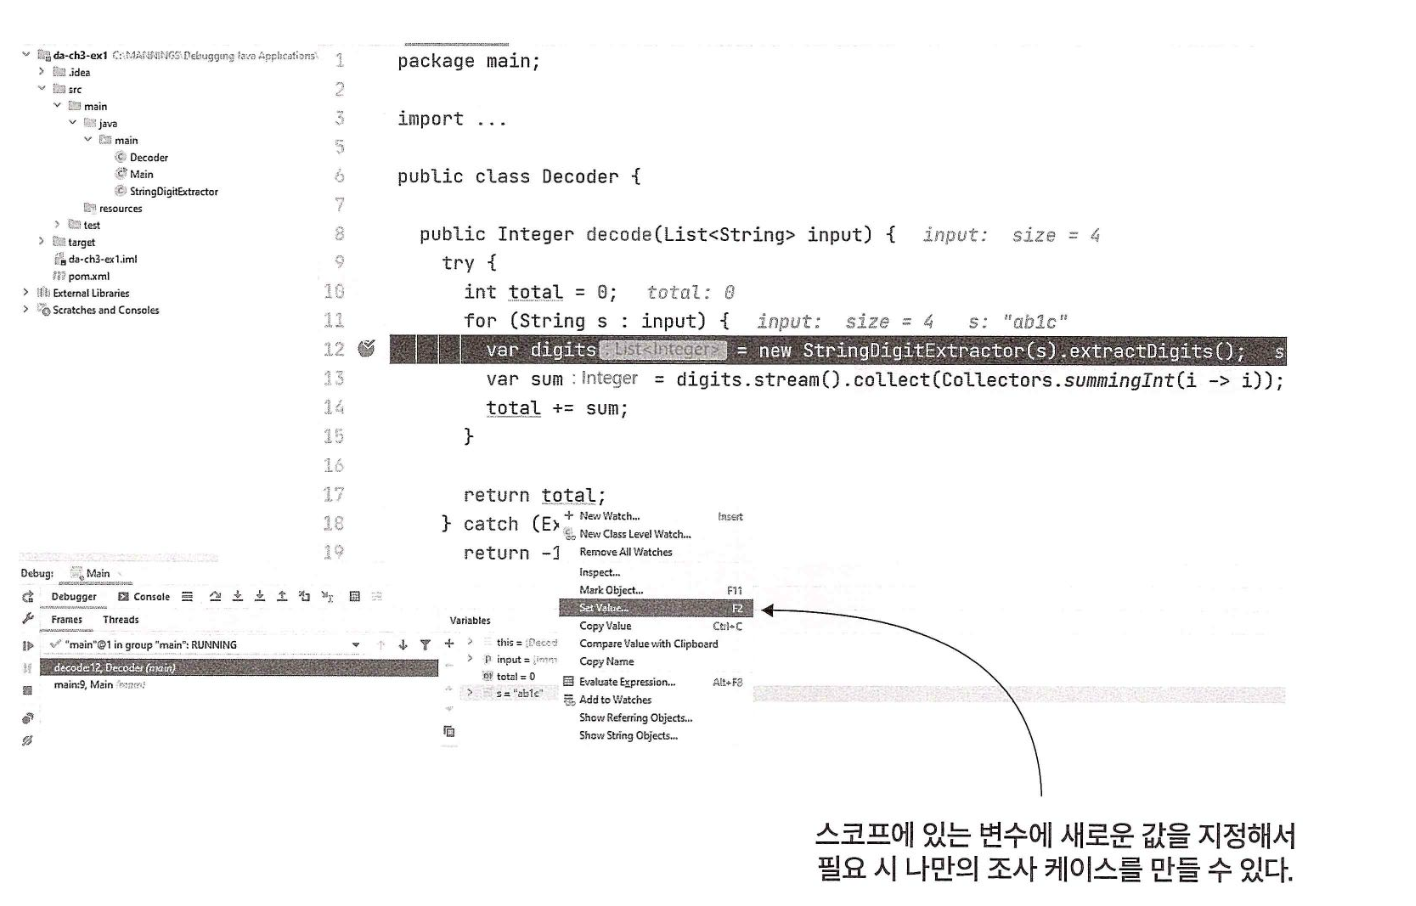 da-ch3-ex1 C:\MANNINGS\Debugging Java Applications\
.idea
src
main
java
main
Decoder
Main
StringDigitExtractor
resources
test
target
da-ch3-ex1.iml
pom.xml
External Libraries
Scratches and Consoles
1 package main;
2
3 import ...
5
6 public class Decoder {
7
8 public Integer decode(List<String> input) { input: size = 4
9 try {
10 int total = 0; total: 0
11 for (String s : input) { input: size = 4 s: "ab1c"
12 var digits : List<Integer> = new StringDigitExtractor(s).extractDigits(); s
13 var sum : Integer = digits.stream().collect(Collectors.summingInt(i -> i));
14 total += sum;
15 }
16
17 return total;
18 } catch (Ex
19 return -1
Debug: Main
Debugger Console
Frames Threads
"main"@1 in group "main": RUNNING
decode:12, Decoder (main)
main:9, Main (main)
Variables
this =
input =
total = 0
s = "ab1c"
New Watch... Insert
New Class Level Watch...
Remove All Watches
Inspect...
Mark Object... F11
Set Value... F2
Copy Value Ctrl+C
Compare Value with Clipboard
Copy Name
Evaluate Expression... Alt+F8
Add to Watches
Show Referring Objects...
Show String Objects...
스코프에 있는 변수에 새로운 값을 지정해서
필요 시 나만의 조사 케이스를 만들 수 있다.